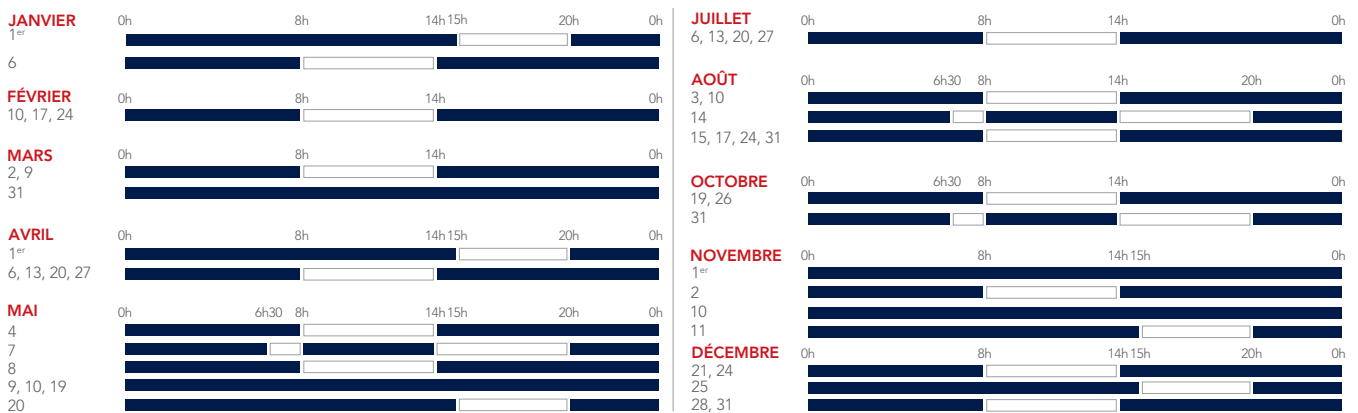 JANVIER 0h 8h 14h 15h 20h 0h
1er
6
FÉVRIER 0h 8h 14h 0h
10, 17, 24
MARS 0h 8h 14h 0h
2, 9
31
AVRIL 0h 8h 14h 15h 20h 0h
1er
6, 13, 20, 27
MAI 0h 6h30 8h 14h 15h 20h 0h
4
7
8
9, 10, 19
20
JUILLET 0h 8h 14h 0h
6, 13, 20, 27
AOÛT 0h 6h30 8h 14h 20h 0h
3, 10
14
15, 17, 24, 31
OCTOBRE 0h 6h30 8h 14h 0h
19, 26
31
NOVEMBRE 0h 8h 14h 15h 0h
1er
2
10
11
DÉCEMBRE 0h 8h 14h 15h 20h 0h
21, 24
25
28, 31